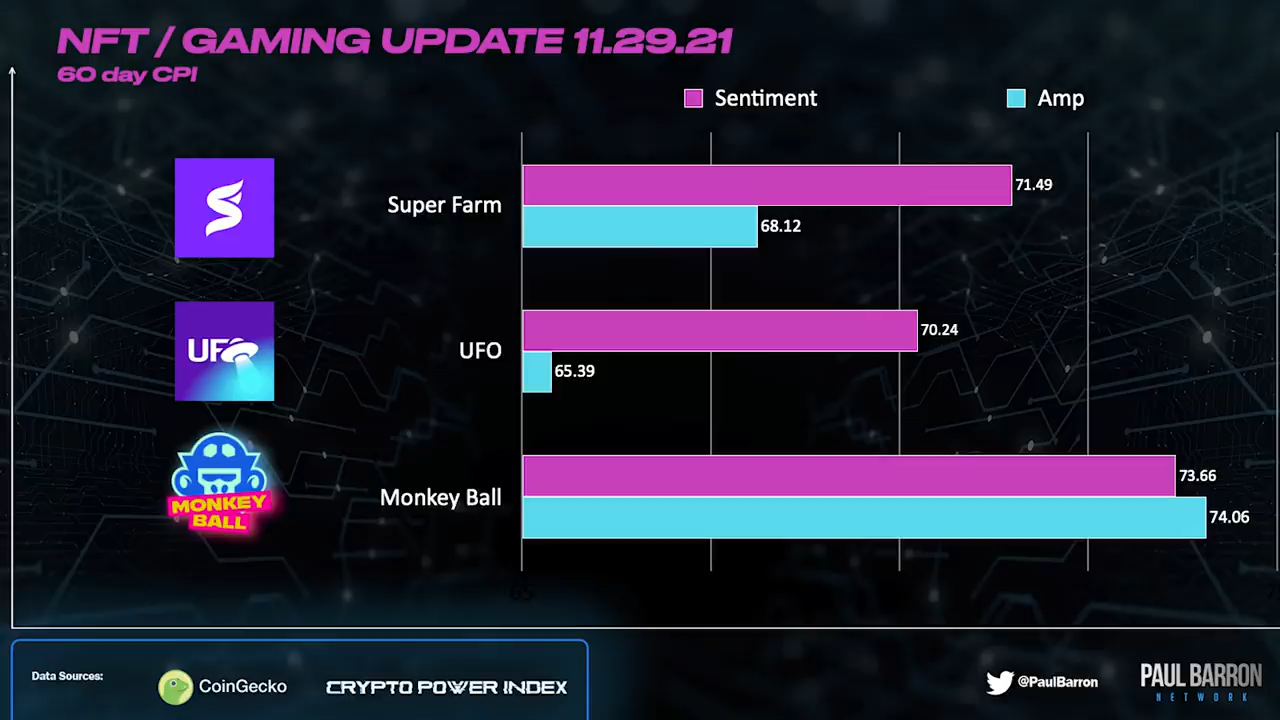 NFT / GAMING UPDATE 11.29.21
60 day CPI
Sentiment
Amp
Super Farm
71.49
68.12
UFO
UFO
70.24
65.39
MONKEY
BALL
Monkey Ball
73.66
74.06
65
Data Sources:
CoinGecko
CRYPTO POWER INDEX
@PaulBarron
PAUL BARRON
NETWORK